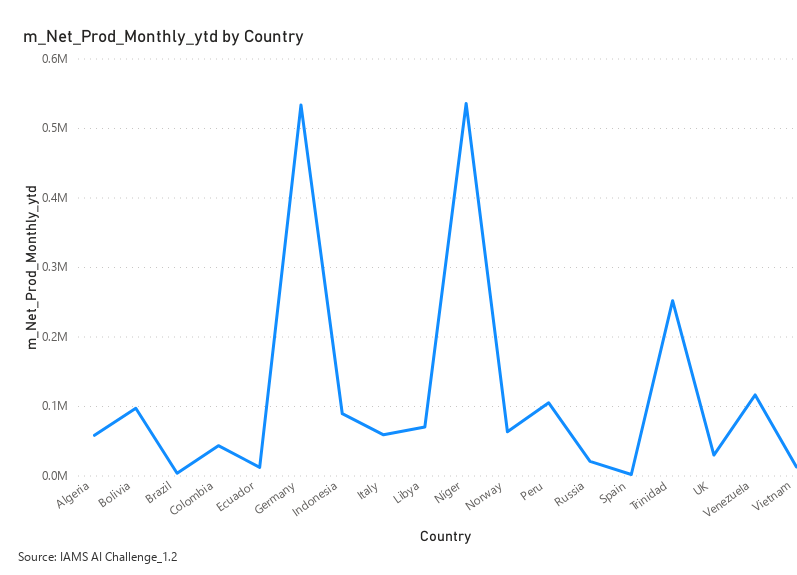 m_Net_Prod_Monthly_ytd by Country
0.6M
0.5M
0.4M
0.3M
0.2M
0.1M
0.0M
m_Net_Prod_Monthly_ytd
Algeria
Bolivia
Brazil
Colombia
Ecuador
Germany
Indonesia
Italy
Libya
Niger
Norway
Peru
Russia
Spain
Trinidad
UK
Venezuela
Vietnam
Country
Source: IAMS AI Challenge_1.2